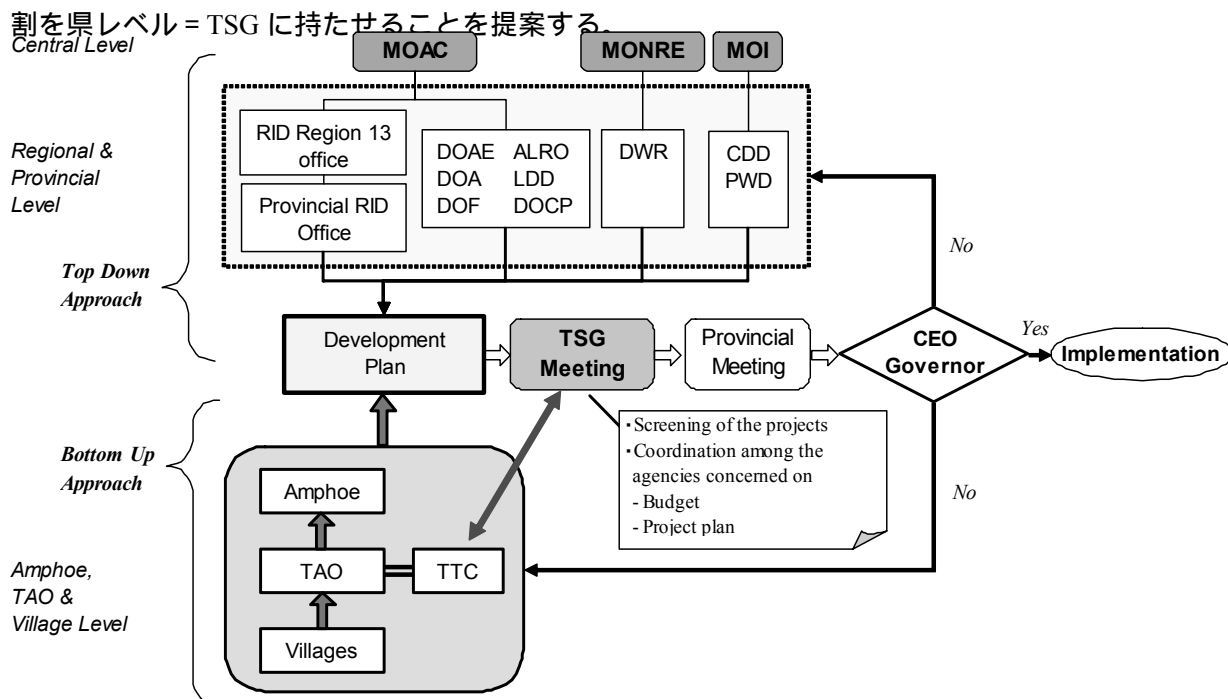 割を県レベル = TSG に持たせることを提案する。
Central Level
MOAC
MONRE
MOI
Regional &
Provincial
Level
RID Region 13
office
Provincial RID
Office
DOAE ALRO
DOA LDD
DOF DOCP
DWR
CDD
PWD
No
Top Down
Approach
Development
Plan
TSG
Meeting
Provincial
Meeting
CEO
Governor
Yes
Implementation
Bottom Up
Approach
・Screening of the projects
・Coordination among the
agencies concerned on
- Budget
- Project plan
No
Amphoe
TAO
TTC
Villages
Amphoe,
TAO &
Village Level